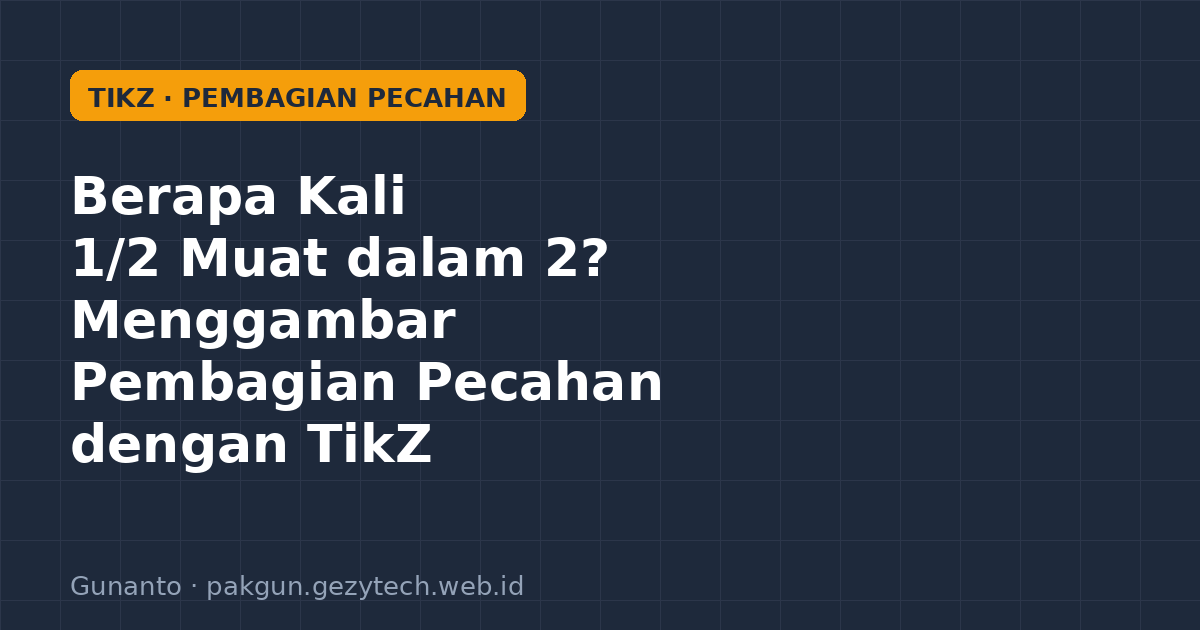 TIKZ · PEMBAGIAN PECAHAN
Berapa Kali
1/2 Muat dalam 2?
Menggambar
Pembagian Pecahan
dengan TikZ
Gunanto · pakgun.gezytech.web.id